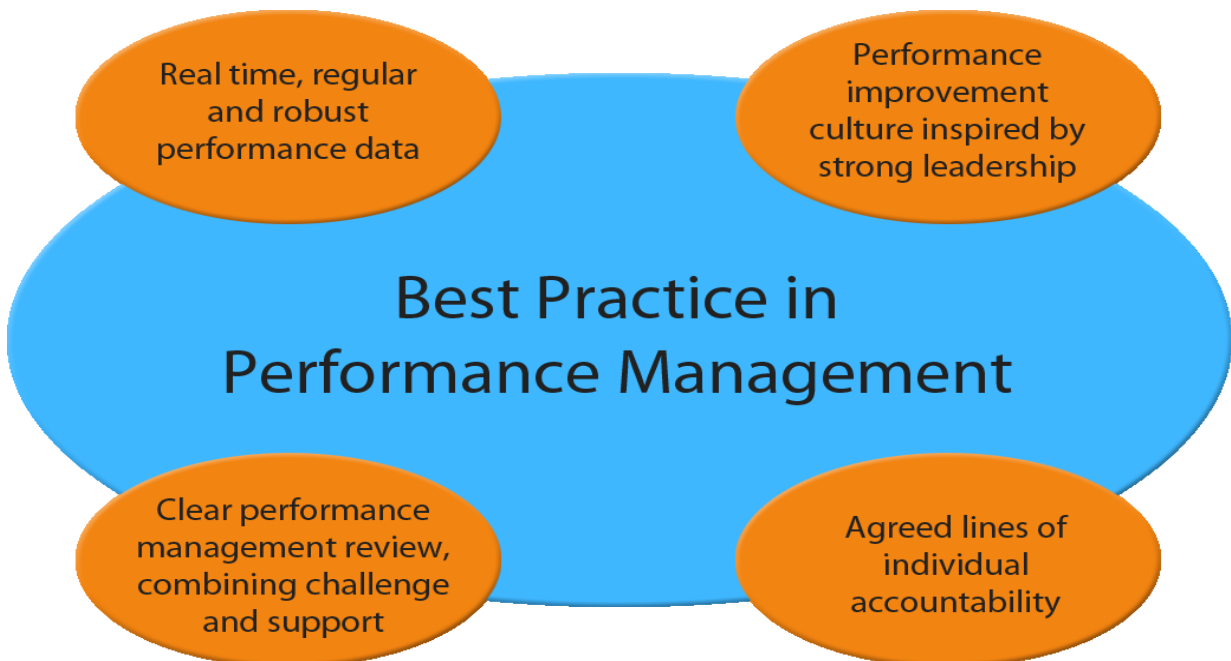 Real time, regular
and robust
performance data
Performance
improvement
culture inspired by
strong leadership
Best Practice in
Performance Management
Clear performance
management review,
combining challenge
and support
Agreed lines of
individual
accountability